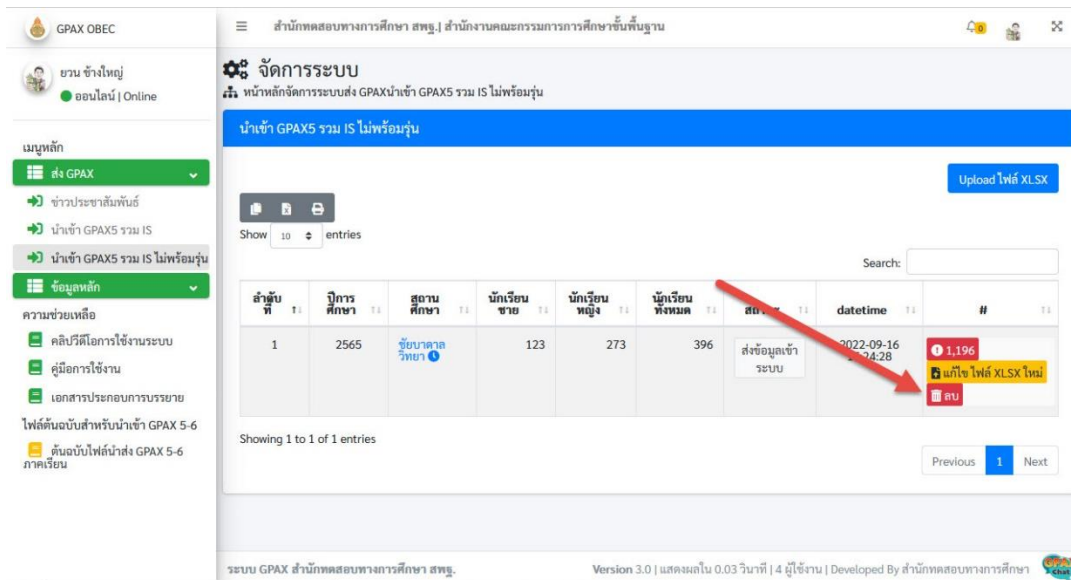 GPAX OBEC
สำนักทดสอบทางการศึกษา สพฐ.| สำนักงานคณะกรรมการการศึกษาขั้นพื้นฐาน
0
ยวน ช้างใหญ่
ออนไลน์ | Online
จัดการระบบ
หน้าหลักจัดการระบบส่ง GPAXนำเข้า GPAX5 รวม IS ไม่พร้อมรุ่น
เมนูหลัก
ส่ง GPAX
ข่าวประชาสัมพันธ์
นำเข้า GPAX5 รวม IS
นำเข้า GPAX5 รวม IS ไม่พร้อมรุ่น
ข้อมูลหลัก
ความช่วยเหลือ
คลิปวีดีโอการใช้งานระบบ
คู่มือการใช้งาน
เอกสารประกอบการบรรยาย
ไฟล์ต้นฉบับสำหรับนำเข้า GPAX 5-6
ต้นฉบับไฟล์นำส่ง GPAX 5-6
ภาคเรียน
นำเข้า GPAX5 รวม IS ไม่พร้อมรุ่น
Upload ไฟล์ XLSX
Show 10 entries
Search:
ลำดับ ปีการ สถาน นักเรียน นักเรียน นักเรียน
ที่ ศึกษา ศึกษา ชาย หญิง ทั้งหมด datetime #
1 2565 ชัยบาดาล 123 273 396 ส่งข้อมูลเข้า 2022-09-16 1,196
วิทยา ระบบ 24:28 แก้ไข ไฟล์ XLSX ใหม่
ลบ
Showing 1 to 1 of 1 entries
Previous 1 Next
ระบบ GPAX สำนักทดสอบทางการศึกษา สพฐ.
Version 3.0 | แสดงผลใน 0.03 วินาที | 4 ผู้ใช้งาน | Developed By สำนักทดสอบทางการศึกษา
GPAX
Chat